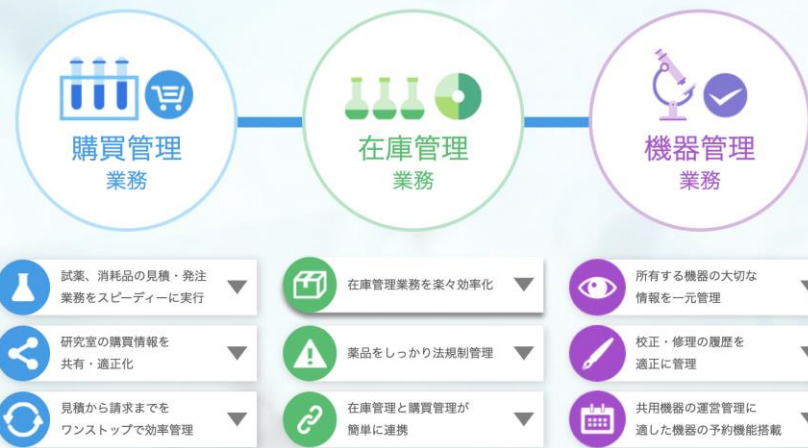 購買管理
業務
在庫管理
業務
機器管理
業務
試薬、消耗品の見積・発注
業務をスピーディーに実行
研究室の購買情報を
共有・適正化
見積から請求までを
ワンストップで効率管理
在庫管理業務を楽々効率化
薬品をしっかり法規制管理
在庫管理と購買管理が
簡単に連携
所有する機器の大切な
情報を一元管理
校正・修理の履歴を
適正に管理
共用機器の運営管理に
適した機器の予約機能搭載